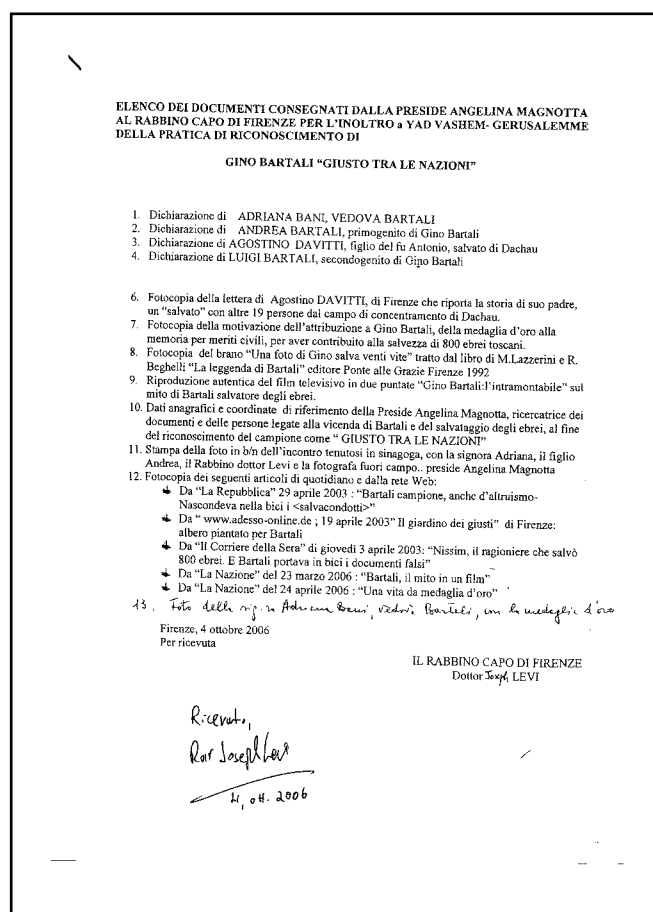 ELENCO DEI DOCUMENTI CONSEGNATI DALLA PRESIDE ANGELINA MAGNOTTA
AL RABBINO CAPO DI FIRENZE PER L'INOLTRO a YAD VASHEM- GERUSALEMME
DELLA PRATICA DI RICONOSCIMENTO DI
GINO BARTALI "GIUSTO TRA LE NAZIONI"
1. Dichiarazione di ADRIANA BANI, VEDOVA BARTALI
2. Dichiarazione di ANDREA BARTALI, primogenito di Gino Bartali
3. Dichiarazione di AGOSTINO DAVITTI, figlio del fu Antonio, salvato di Dachau
4. Dichiarazione di LUIGI BARTALI, secondogenito di Gino Bartali
6. Fotocopia della lettera di Agostino DAVITTI, di Firenze che riporta la storia di suo padre,
un "salvato" con altre 19 persone dal campo di concentramento di Dachau.
7. Fotocopia della motivazione dell'attribuzione a Gino Bartali, della medaglia d'oro alla
memoria per meriti civili, per aver contribuito alla salvezza di 800 ebrei toscani.
8. Fotocopia del brano "Una foto di Gino salva venti vite" tratto dal libro di M.Lazzerini e R.
Beghelli "La leggenda di Bartali" editore Ponte alle Grazie Firenze 1992
9. Riproduzione autentica del film televisivo in due puntate "Gino Bartali:l'intramontabile" sul
mito di Bartali salvatore degli ebrei.
10. Dati anagrafici e coordinate di riferimento della Preside Angelina Magnotta, ricercatrice dei
documenti e delle persone legate alla vicenda di Bartali e del salvataggio degli ebrei, al fine
del riconoscimento del campione come " GIUSTO TRA LE NAZIONI"
11. Stampa della foto in b/n dell'incontro tenutosi in sinagoga, con la signora Adriana, il figlio
Andrea, il Rabbino dottor Levi e la fotografa fuori campo.. preside Angelina Magnotta
12. Fotocopia dei seguenti articoli di quotidiano e dalla rete Web:
Da "La Repubblica" 29 aprile 2003 : "Bartali campione, anche d'altruismo-
Nascondeva nella bici i <salvacondotti>"
Da " www.adesso-online.de ; 19 aprile 2003" Il giardino dei giusti" di Firenze:
albero piantato per Bartali
Da "Il Corriere della Sera" di giovedì 3 aprile 2003: "Nissim, il ragioniere che salvò
800 ebrei. E Bartali portava in bici i documenti falsi"
Da "La Nazione" del 23 marzo 2006 : "Bartali, il mito in un film"
Da "La Nazione" del 24 aprile 2006 : "Una vita da medaglia d'oro"
13. Foto della sig.ra Adriana Bani, vedova Bartali, con la medaglia d'oro
Firenze, 4 ottobre 2006
Per ricevuta
IL RABBINO CAPO DI FIRENZE
Dottor Joseph LEVI
Ricevuto,
Rav Joseph Levi
4, ott. 2006